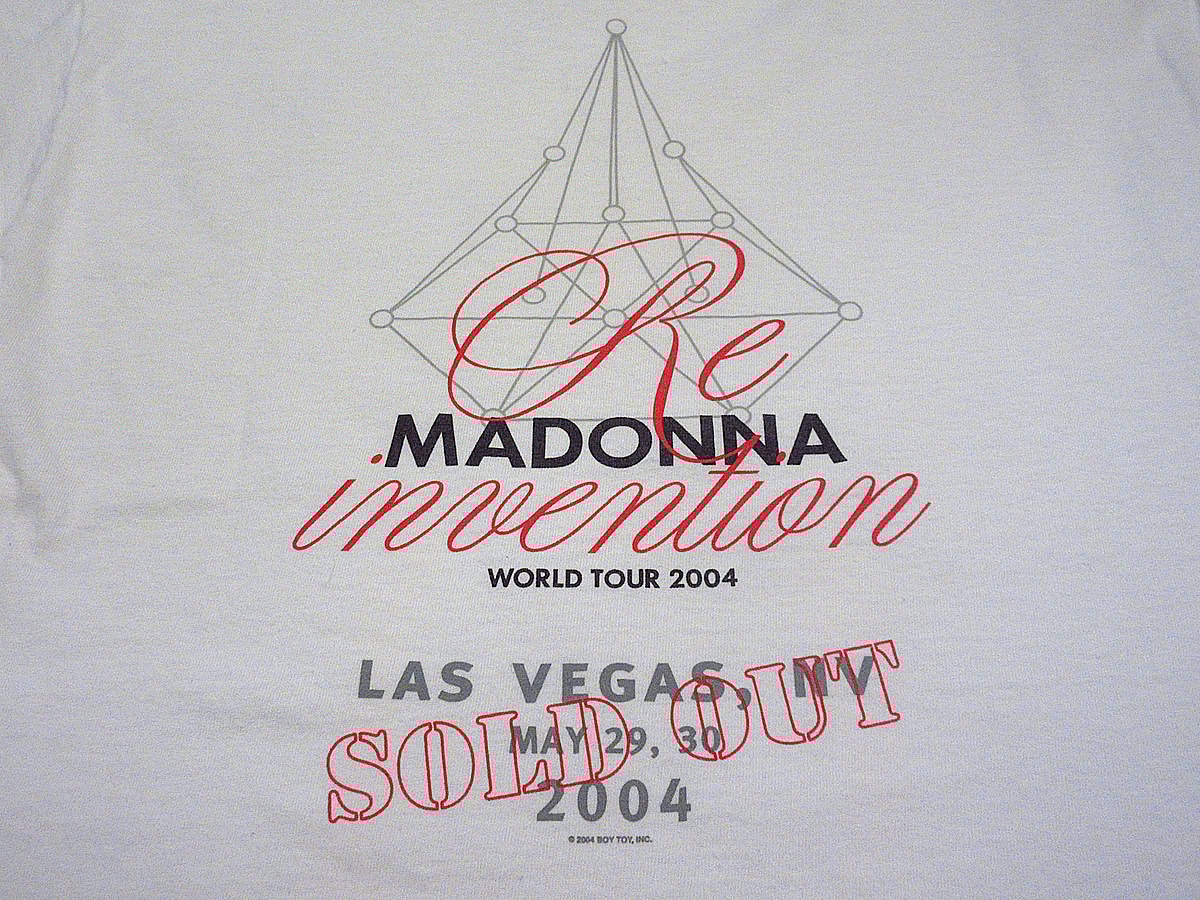 Re
MADONNA
invention
WORLD TOUR 2004
LAS VEGAS, NV
MAY 29, 30
SOLD OUT
2004
© 2004 BOY TOY, INC.